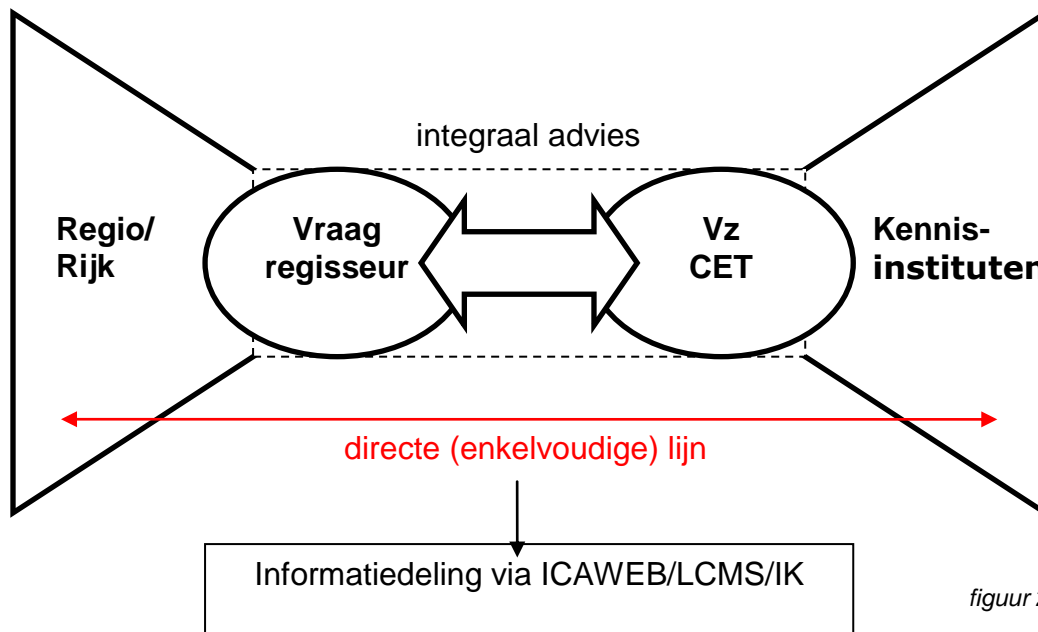 integraal advies
Regio/
Rijk
Vraag
regisseur
Vz
CET
Kennis-
instituten
directe (enkelvoudige) lijn
Informatiedeling via ICAWEB/LCMS/IK
figuur